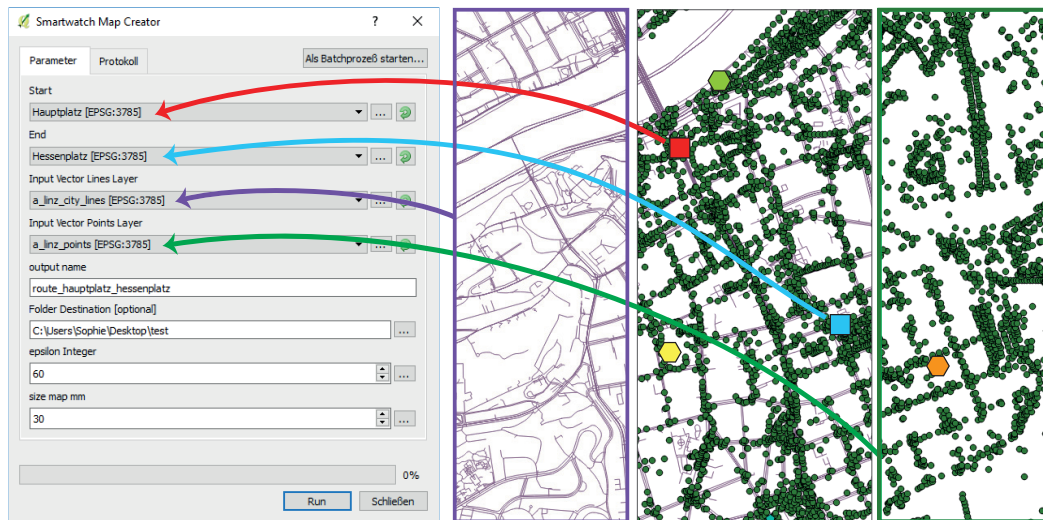 Smartwatch Map Creator ? ×
Parameter Protokoll Als Batchprozeß starten...
Start
Hauptplatz [EPSG:3785] ...
End
Hessenplatz [EPSG:3785] ...
Input Vector Lines Layer
a_linz_city_lines [EPSG:3785] ...
Input Vector Points Layer
a_linz_points [EPSG:3785] ...
output name
route_hauptplatz_hessenplatz
Folder Destination [optional]
C:\Users\Sophie\Desktop\test ...
epsilon Integer
60 ...
size map mm
30 ...
0%
Run Schließen